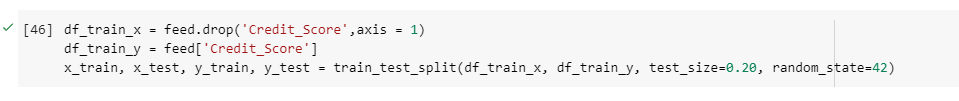 [46] df_train_x = feed.drop('Credit_Score',axis = 1)
df_train_y = feed['Credit_Score']
x_train, x_test, y_train, y_test = train_test_split(df_train_x, df_train_y, test_size=0.20, random_state=42)